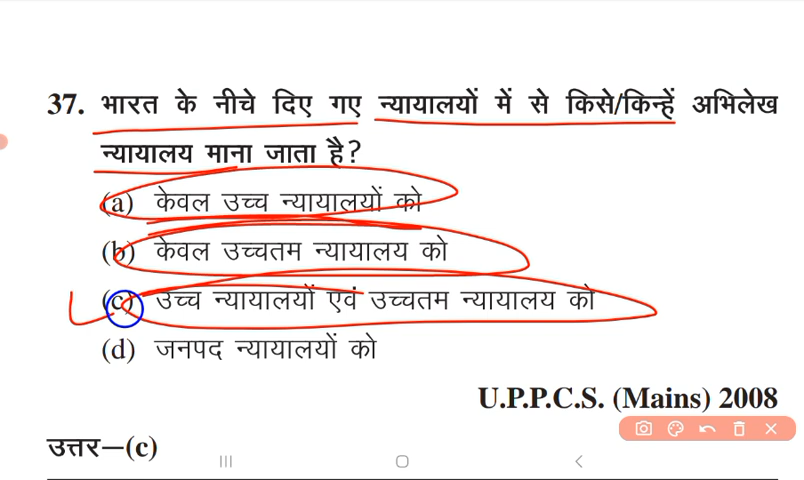 37. भारत के नीचे दिए गए न्यायालयों में से किसे/किन्हें अभिलेख
न्यायालय माना जाता है?
(a) केवल उच्च न्यायालयों को
(b) केवल उच्चतम न्यायालय को
(c) उच्च न्यायालयों एवं उच्चतम न्यायालय को
(d) जनपद न्यायालयों को
U.P.P.C.S. (Mains) 2008
उत्तर–(c)